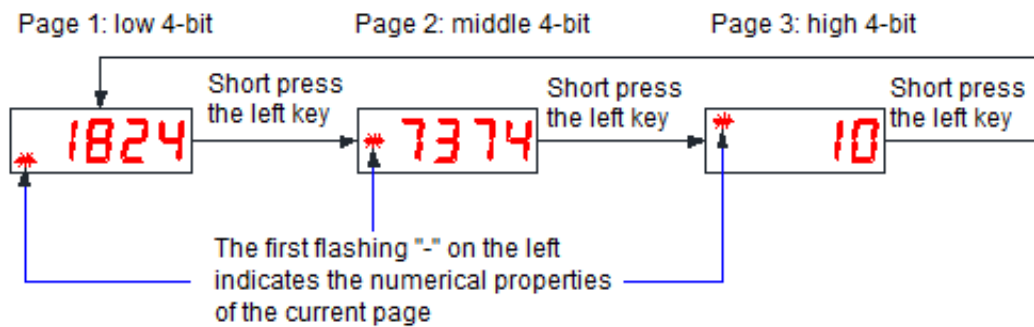 Page 1: low 4-bit
Page 2: middle 4-bit
Page 3: high 4-bit
Short press
the left key
Short press
the left key
Short press
the left key
1824
7374
10
The first flashing "-" on the left
indicates the numerical properties
of the current page